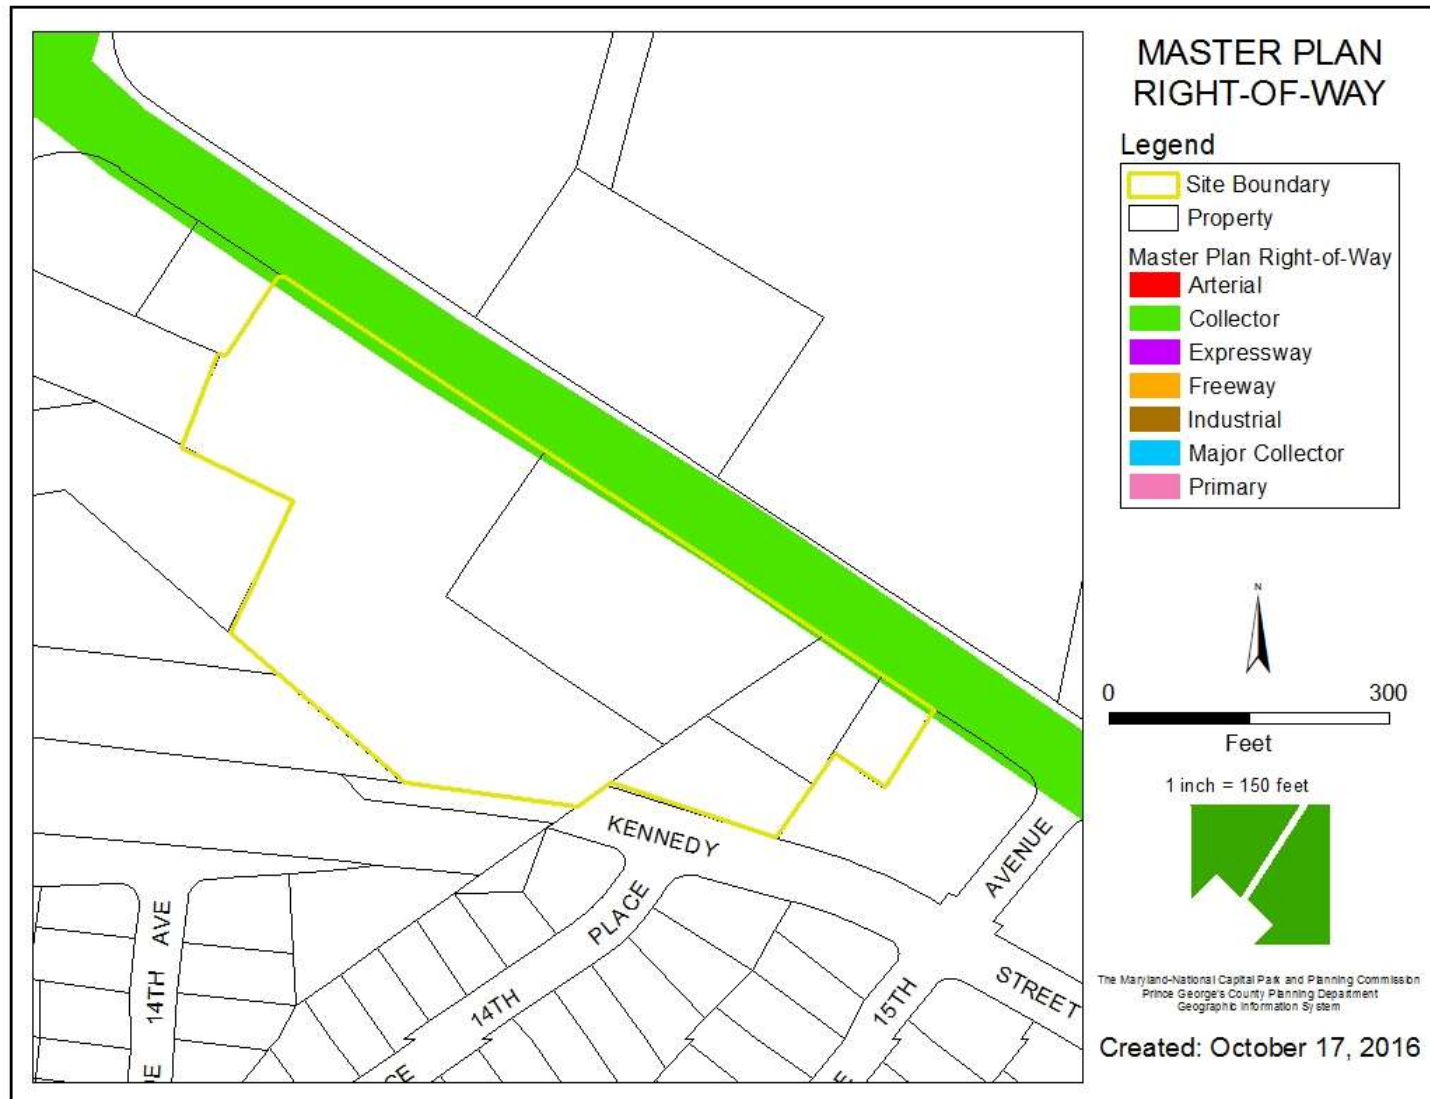 MASTER PLAN
RIGHT-OF-WAY
Legend
Site Boundary
Property
Master Plan Right-of-Way
Arterial
Collector
Expressway
Freeway
Industrial
Major Collector
Primary
N
0 300
Feet
1 inch = 150 feet
The Maryland-National Capital Park and Planning Commission
Prince George's County Planning Department
Geographic Information System
Created: October 17, 2016
KENNEDY
AVENUE
PLACE
14TH AVE
14TH
15TH
STREET
CE
UE
E